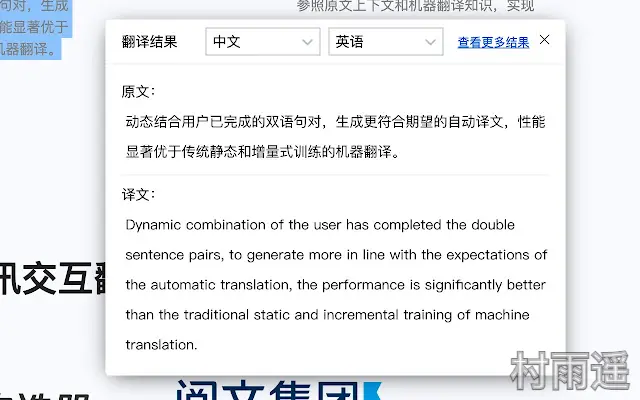 句对，生成
能显著优于
机器翻译。
参照原文上下文和机器翻译知识，实现
翻译结果 中文 英语 查看更多结果
原文：
动态结合用户已完成的双语句对，生成更符合期望的自动译文，性能
显著优于传统静态和增量式训练的机器翻译。
译文：
Dynamic combination of the user has completed the double
sentence pairs, to generate more in line with the expectations of
the automatic translation, the performance is significantly better
than the traditional static and incremental training of machine
translation.
讯交互翻
阅文集团
村雨遥